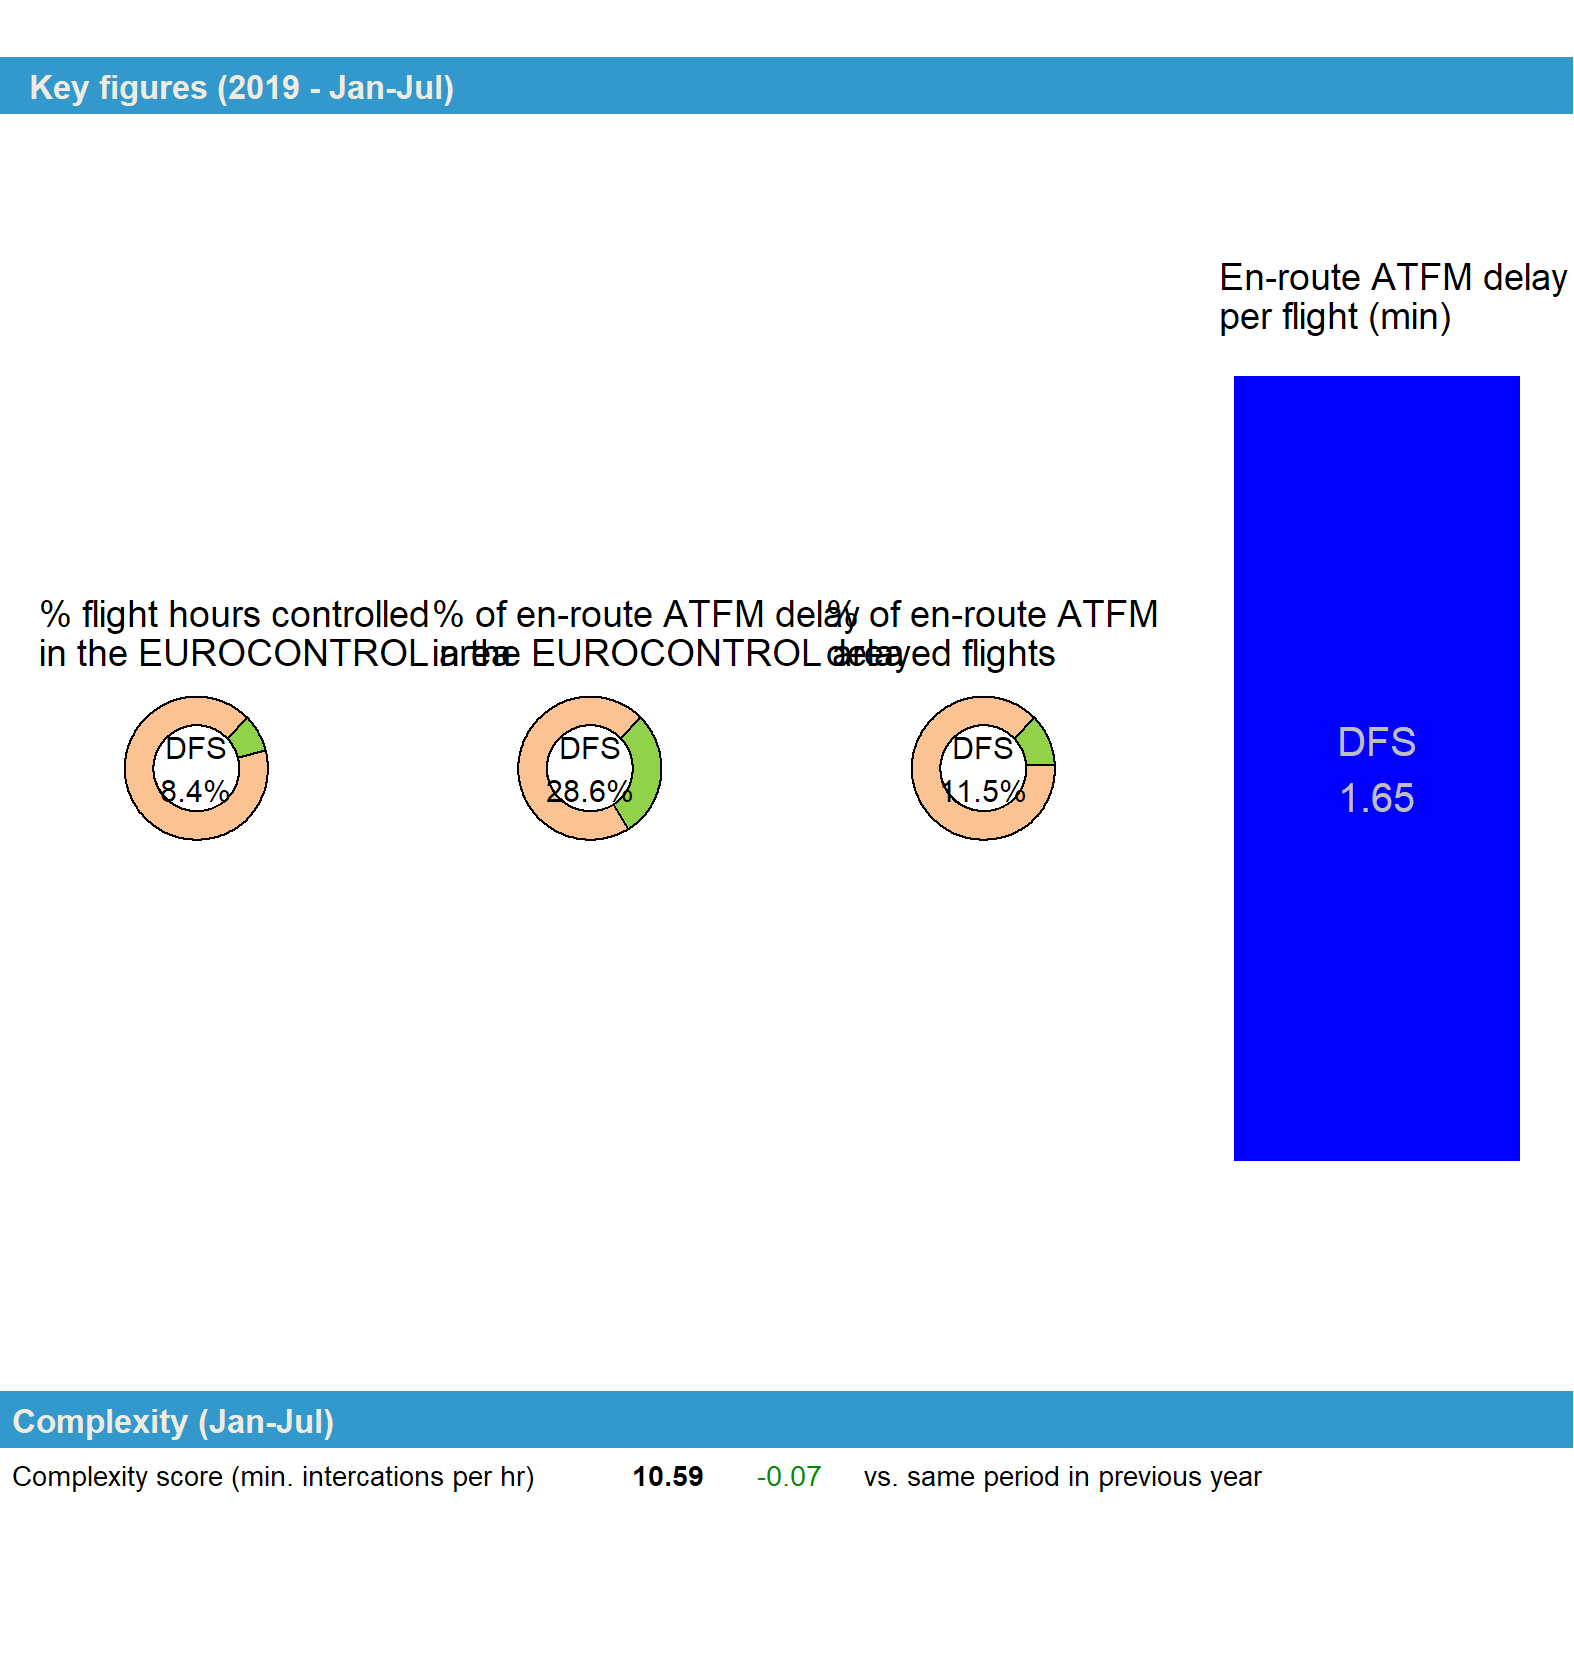 Key figures (2019 - Jan-Jul)
En-route ATFM delay
per flight (min)
% flight hours controlled
in the EUROCONTROL area
% of en-route ATFM delay
in the EUROCONTROL area
% of en-route ATFM
delayed flights
DFS
8.4%
DFS
28.6%
DFS
11.5%
DFS
1.65
Complexity (Jan-Jul)
Complexity score (min. intercations per hr) 10.59 -0.07 vs. same period in previous year